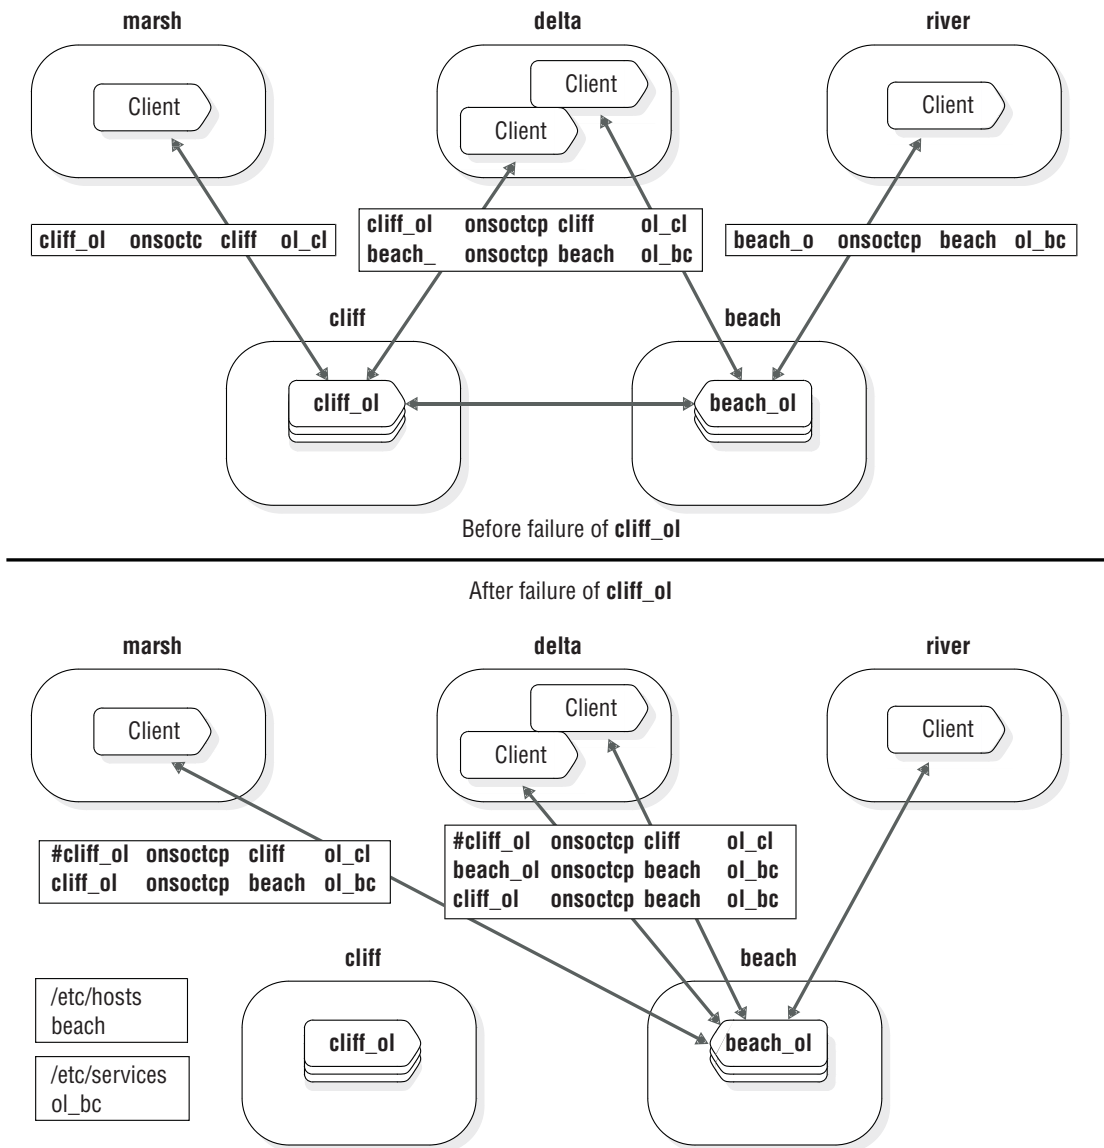 marsh delta river
Client Client Client
Client
cliff_ol onsoctc cliff ol_cl
cliff_ol onsoctcp cliff ol_cl
beach_ onsoctcp beach ol_bc
beach_o onsoctcp beach ol_bc
cliff beach
cliff_ol beach_ol
Before failure of cliff_ol
After failure of cliff_ol
marsh delta river
Client Client Client
Client
#cliff_ol onsoctcp cliff ol_cl
cliff_ol onsoctcp beach ol_bc
#cliff_ol onsoctcp cliff ol_cl
beach_ol onsoctcp beach ol_bc
cliff_ol onsoctcp beach ol_bc
cliff beach
/etc/hosts
beach
cliff_ol beach_ol
/etc/services
ol_bc